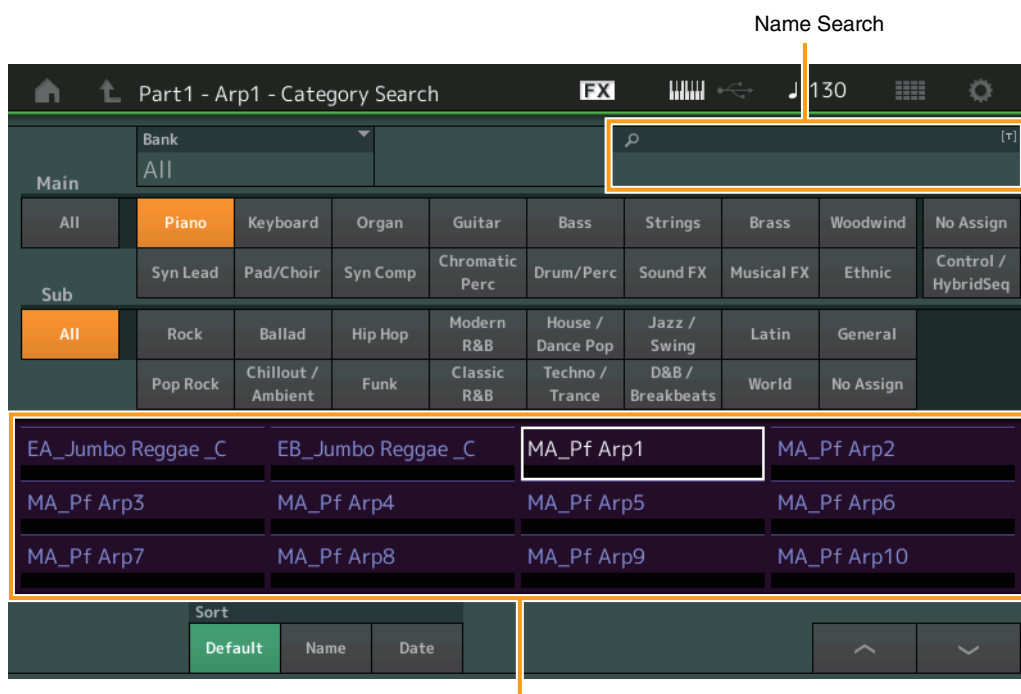 Name Search
Part1 - Arp1 - Category Search FX 130
Bank
All
[T]
Main
All Piano Keyboard Organ Guitar Bass Strings Brass Woodwind No Assign
Syn Lead Pad/Choir Syn Comp Chromatic Perc Drum/Perc Sound FX Musical FX Ethnic Control / HybridSeq
Sub
All Rock Ballad Hip Hop Modern R&B House / Dance Pop Jazz / Swing Latin General
Pop Rock Chillout / Ambient Funk Classic R&B Techno / Trance D&B / Breakbeats World No Assign
EA_Jumbo Reggae _C EB_Jumbo Reggae _C MA_Pf Arp1 MA_Pf Arp2
MA_Pf Arp3 MA_Pf Arp4 MA_Pf Arp5 MA_Pf Arp6
MA_Pf Arp7 MA_Pf Arp8 MA_Pf Arp9 MA_Pf Arp10
Sort
Default Name Date